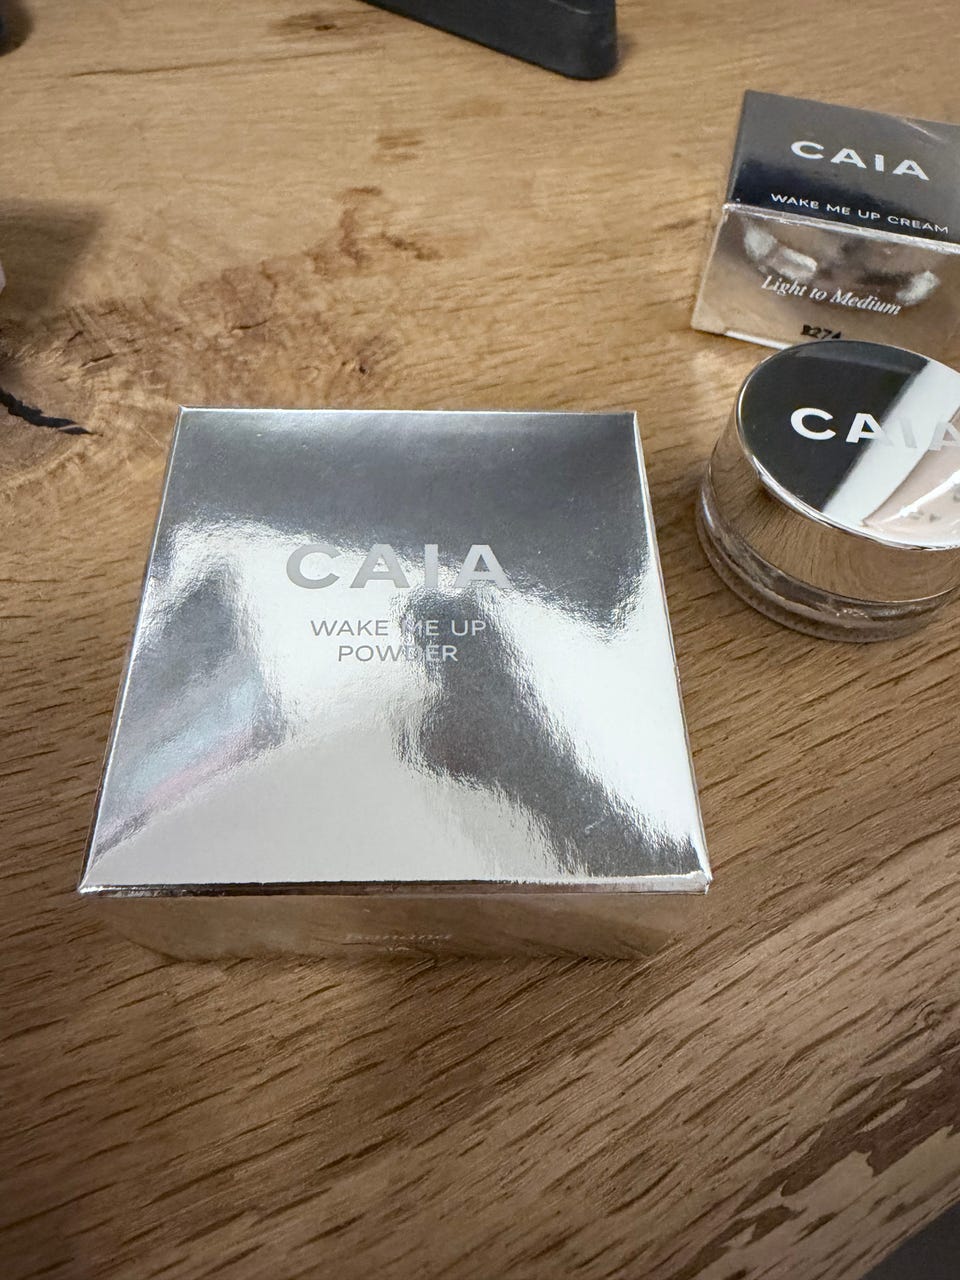 CAIA
WAKE ME UP CREAM
Light to Medium
CAIA
CAIA
WAKE ME UP
POWDER